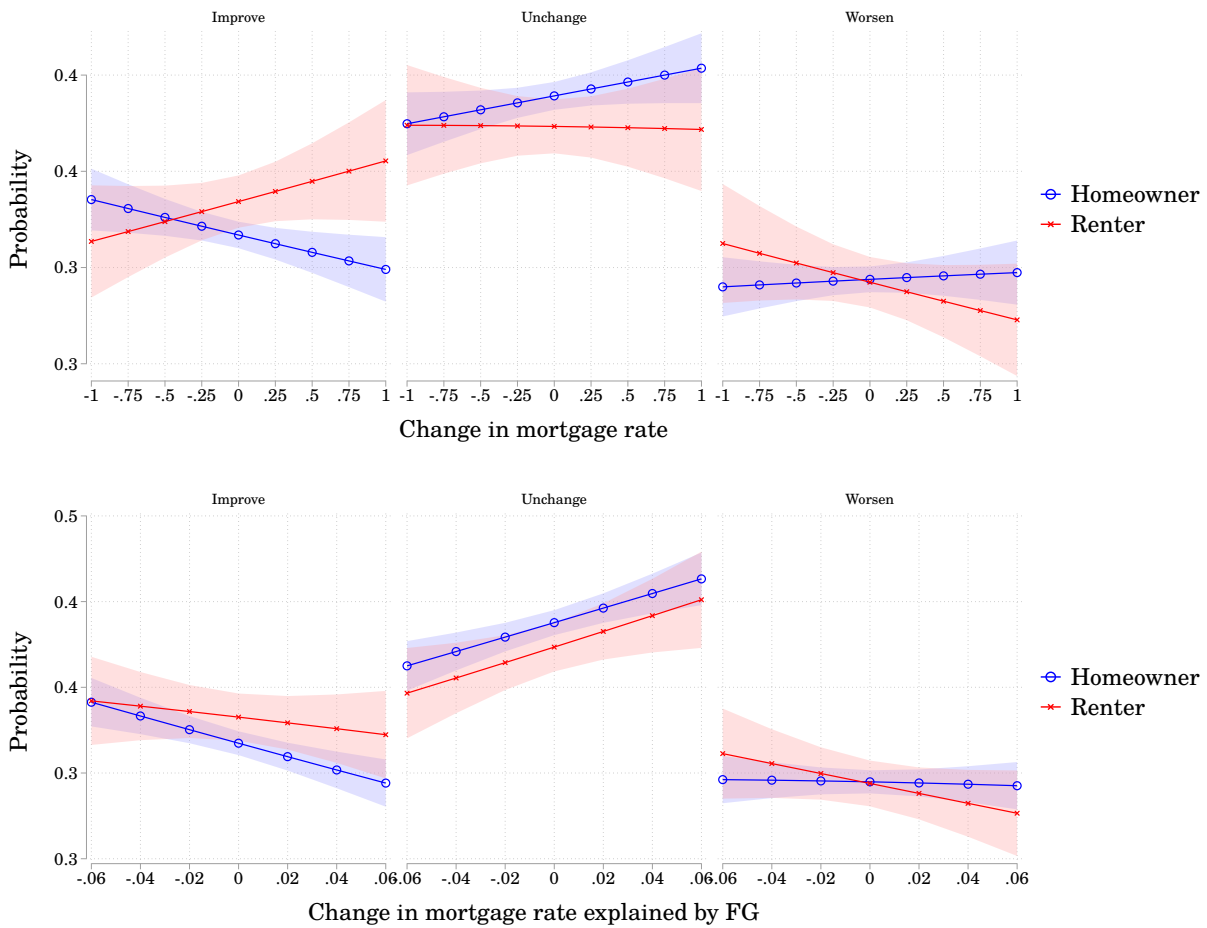 Improve Unchange Worsen
0.4
0.4
0.3
0.3
Probability
-1 -.75 -.5 -.25 0 .25 .5 .75 1 -1 -.75 -.5 -.25 0 .25 .5 .75 1 -1 -.75 -.5 -.25 0 .25 .5 .75 1
Change in mortgage rate
Homeowner
Renter
Improve Unchange Worsen
0.5
0.4
0.4
0.3
0.3
Probability
-.06 -.04 -.02 0 .02 .04 .06 -.06 -.04 -.02 0 .02 .04 .06 -.06 -.04 -.02 0 .02 .04 .06
Change in mortgage rate explained by FG
Homeowner
Renter